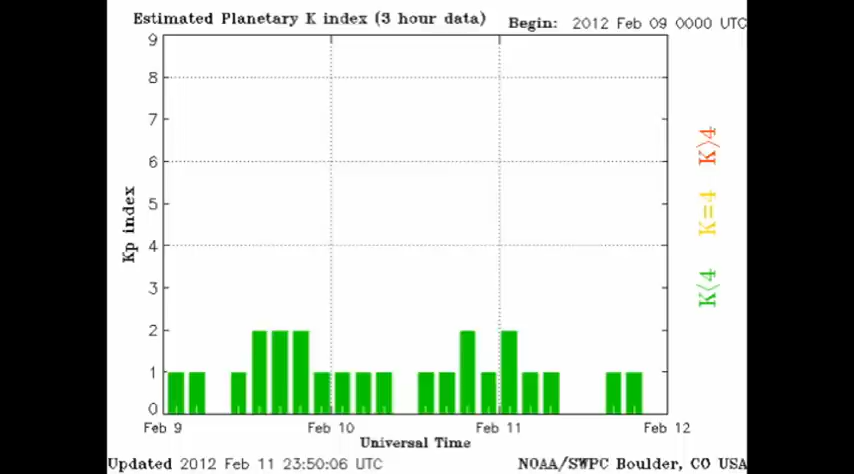 Estimated Planetary K index (3 hour data) Begin: 2012 Feb 09 0000 UTC
9
8
7
6
5
4
3
2
1
0
Kp index
K>4
K=4
K<4
Feb 9 Feb 10 Feb 11 Feb 12
Universal Time
Updated 2012 Feb 11 23:50:06 UTC NOAA/SWPC Boulder, CO USA